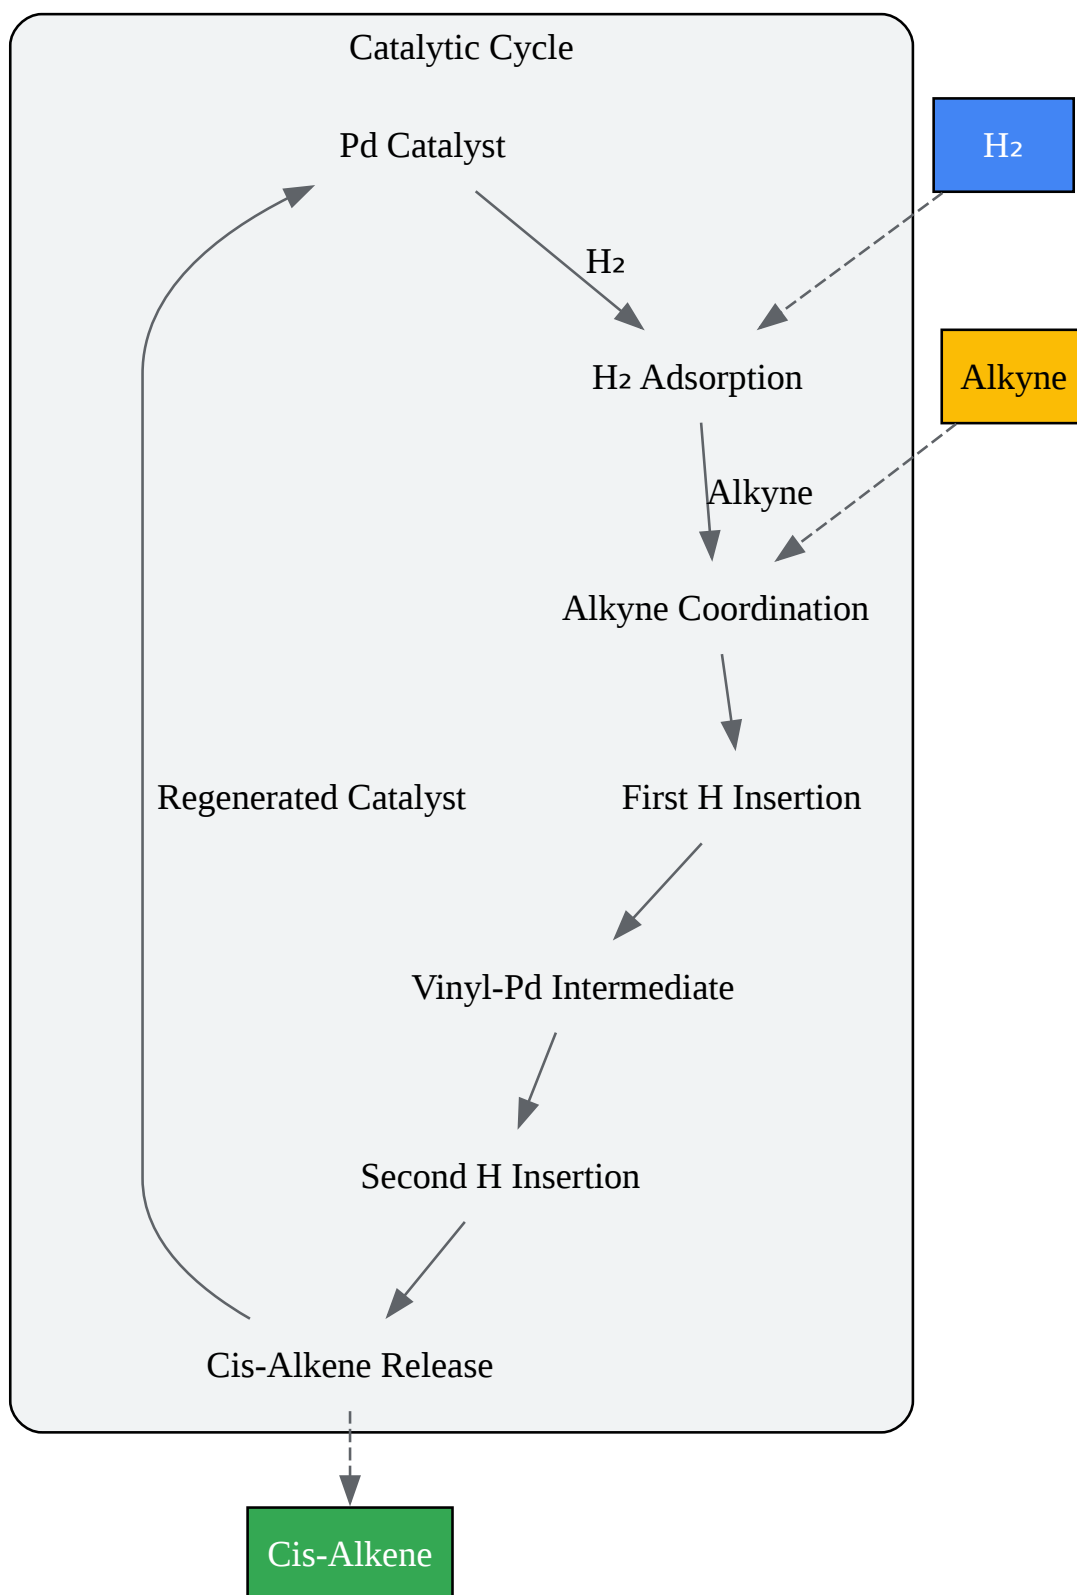 Catalytic Cycle
Pd Catalyst
H₂
H₂
H₂ Adsorption
Alkyne
Alkyne
Alkyne Coordination
Regenerated Catalyst
First H Insertion
Vinyl-Pd Intermediate
Second H Insertion
Cis-Alkene Release
Cis-Alkene